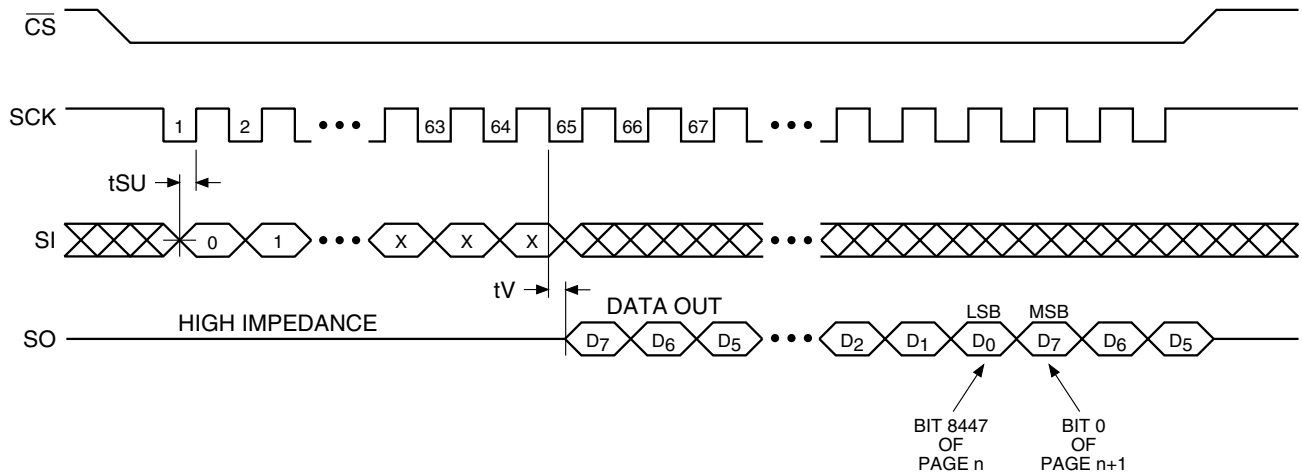 CS
SCK
1 2 • • • 63 64 65 66 67 • • •
tSU
SI
0 1 • • • X X X • • •
tV
DATA OUT
HIGH IMPEDANCE
LSB MSB
SO
D7 D6 D5 • • • D2 D1 D0 D7 D6 D5
BIT 8447
OF
PAGE n
BIT 0
OF
PAGE n+1